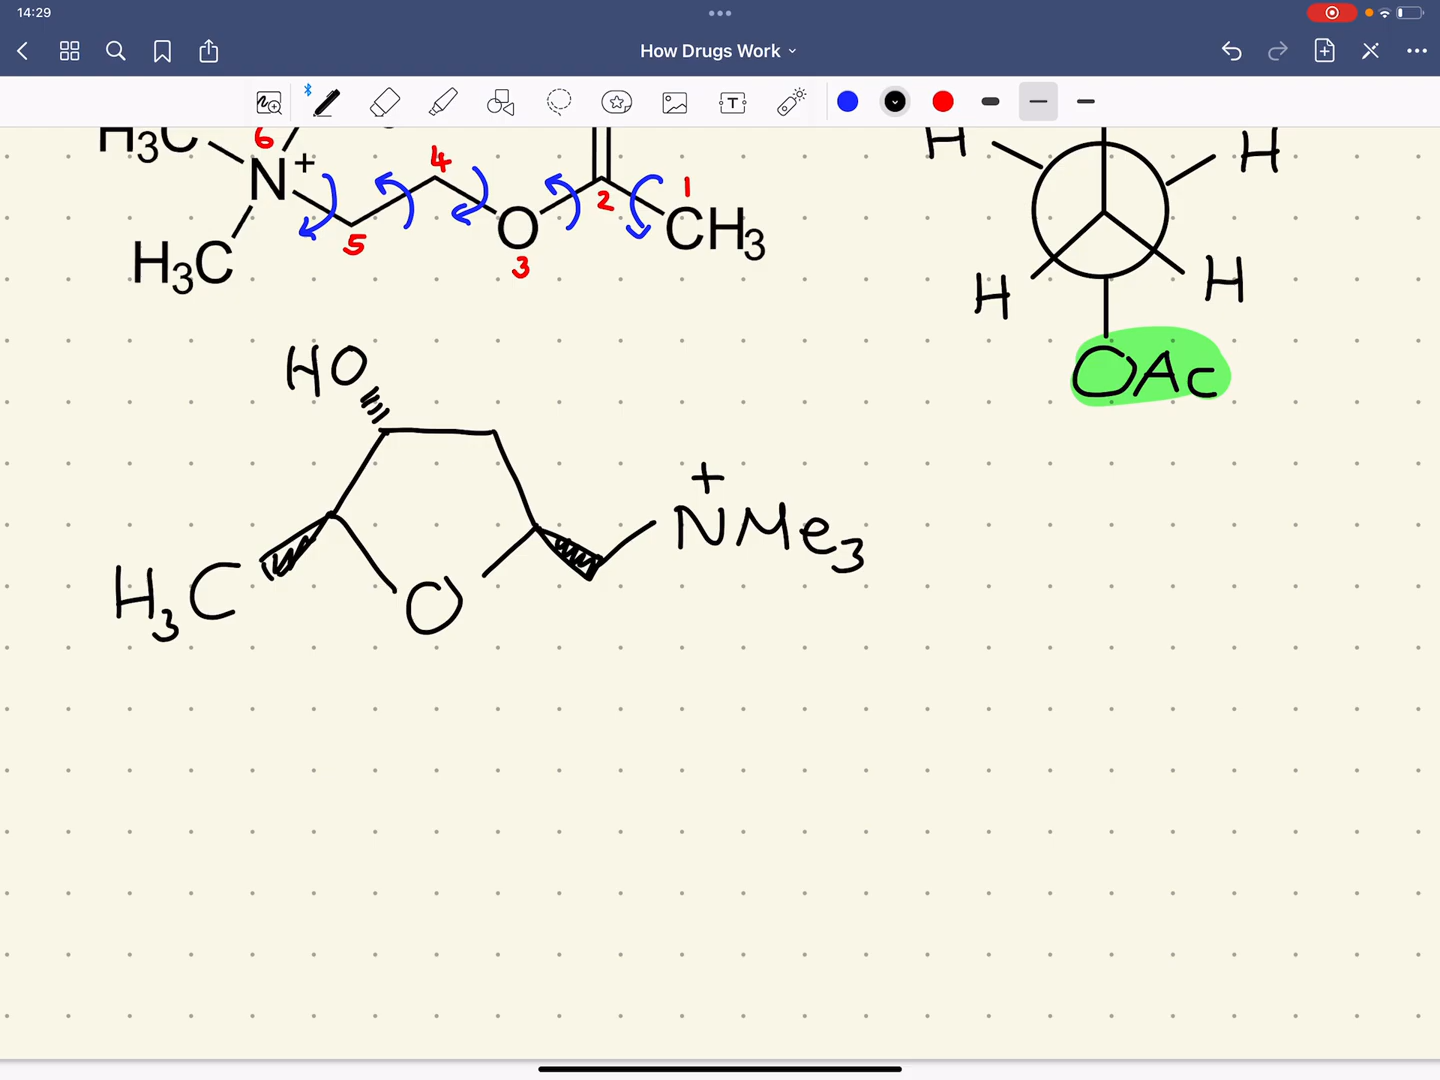 14:29
How Drugs Work
T
H3C 6 H H
N + 4 1
2
5 O CH3
H3C 3 H H
HO OAc
+
NMe3
H3C O